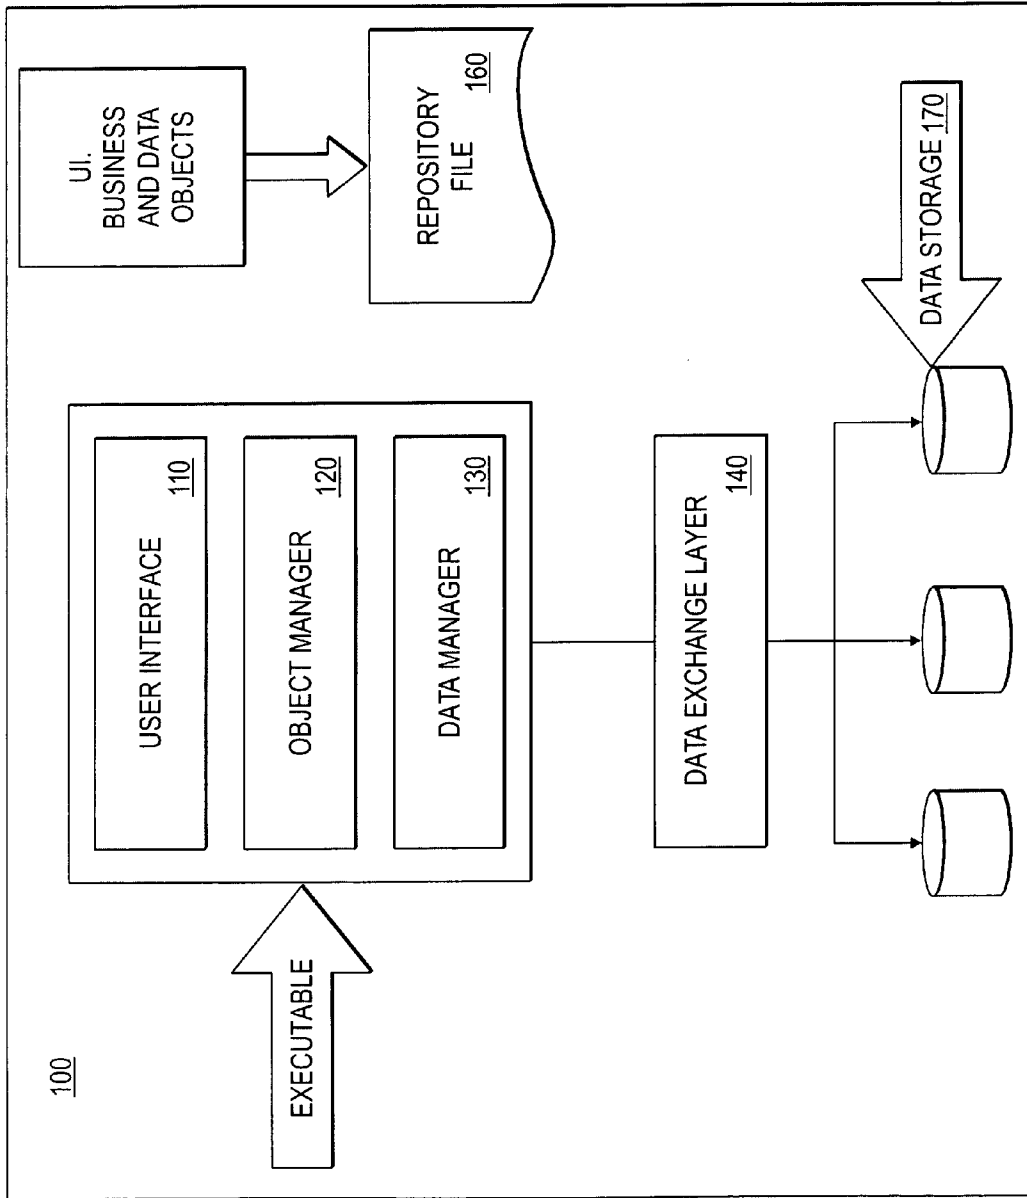 100
EXECUTABLE
USER INTERFACE
110
OBJECT MANAGER
120
DATA MANAGER
130
DATA EXCHANGE LAYER
140
UI.
BUSINESS
AND DATA
OBJECTS
REPOSITORY
FILE
160
DATA STORAGE 170